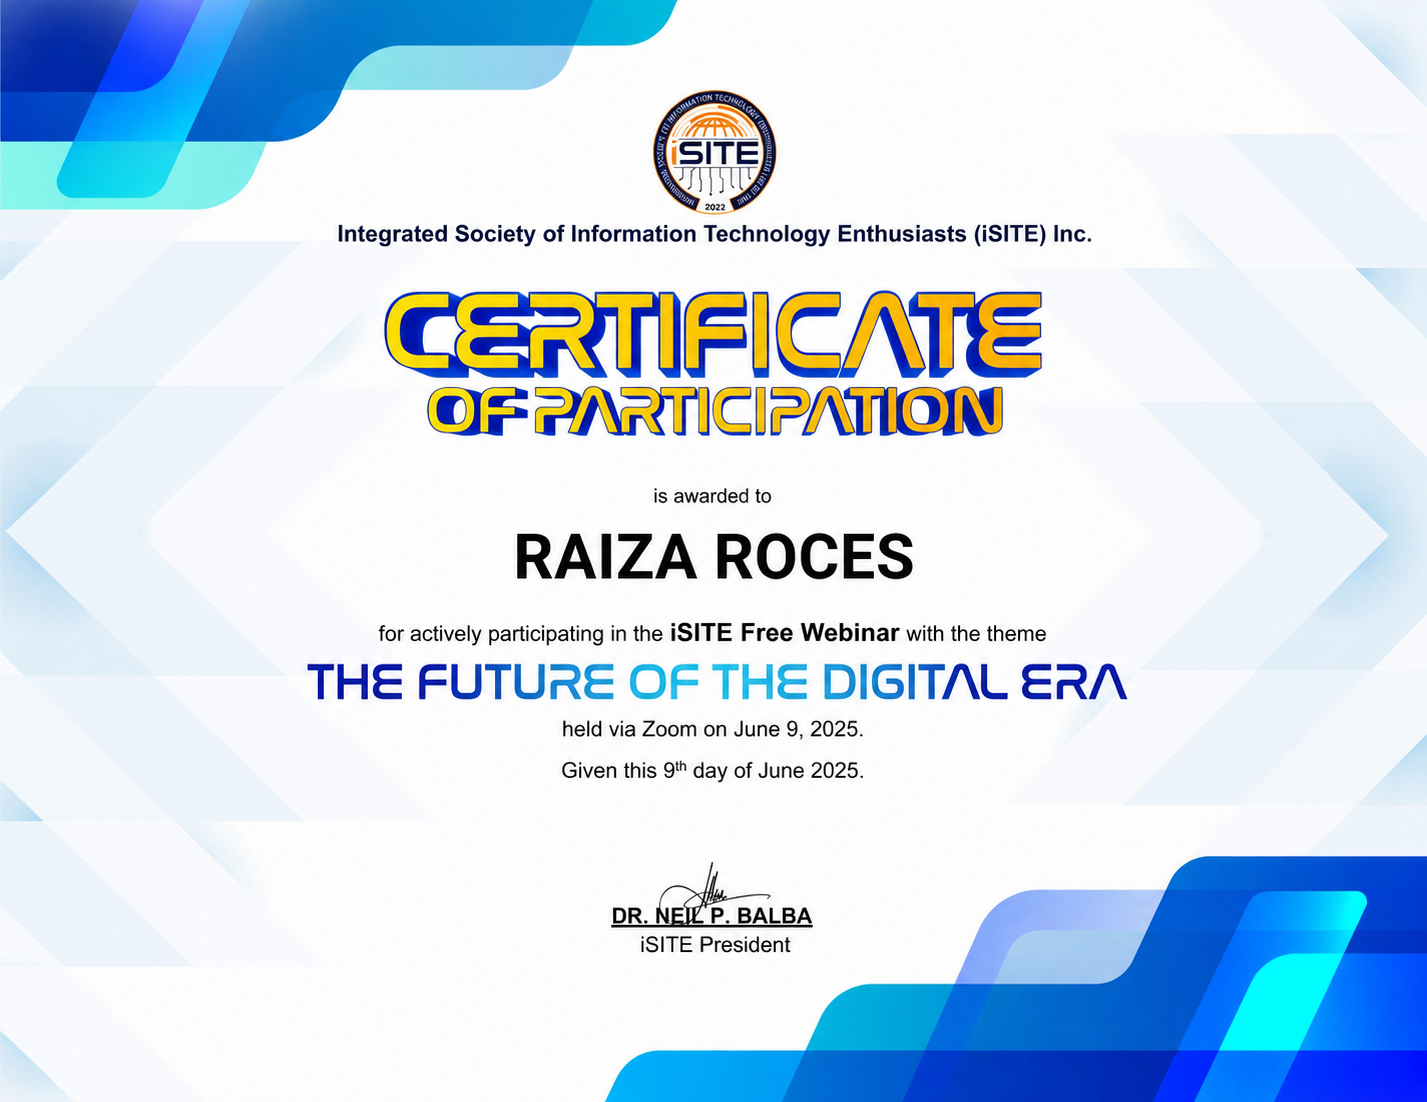 iSITE
2022
Integrated Society of Information Technology Enthusiasts (iSITE) Inc.
CERTIFICATE
OF PARTICIPATION
is awarded to
RAIZA ROCES
for actively participating in the iSITE Free Webinar with the theme
THE FUTURE OF THE DIGITAL ERA
held via Zoom on June 9, 2025.
Given this 9th day of June 2025.
DR. NEIL P. BALBA
iSITE President